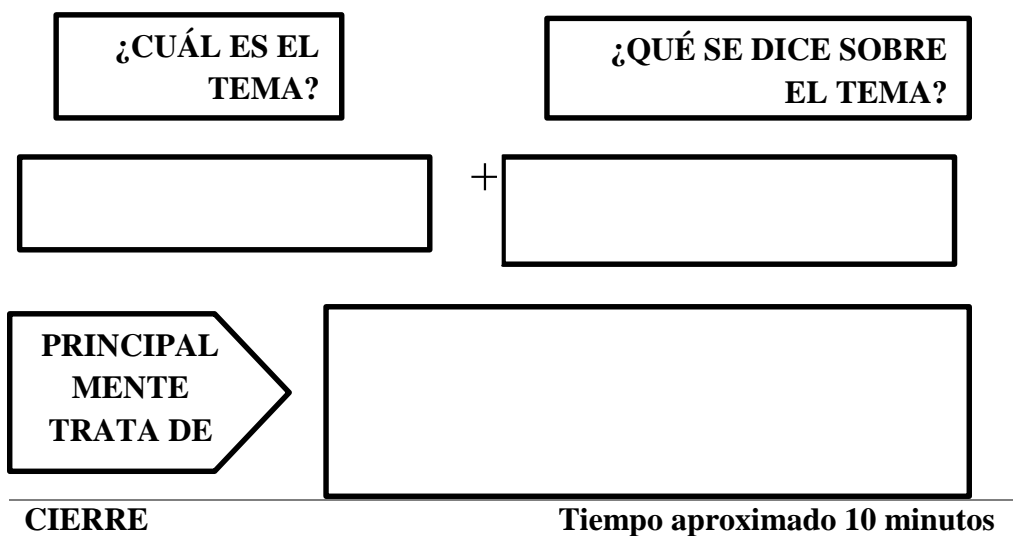 ¿CUÁL ES EL
TEMA?
¿QUÉ SE DICE SOBRE
EL TEMA?
+
PRINCIPAL
MENTE
TRATA DE
CIERRE Tiempo aproximado 10 minutos